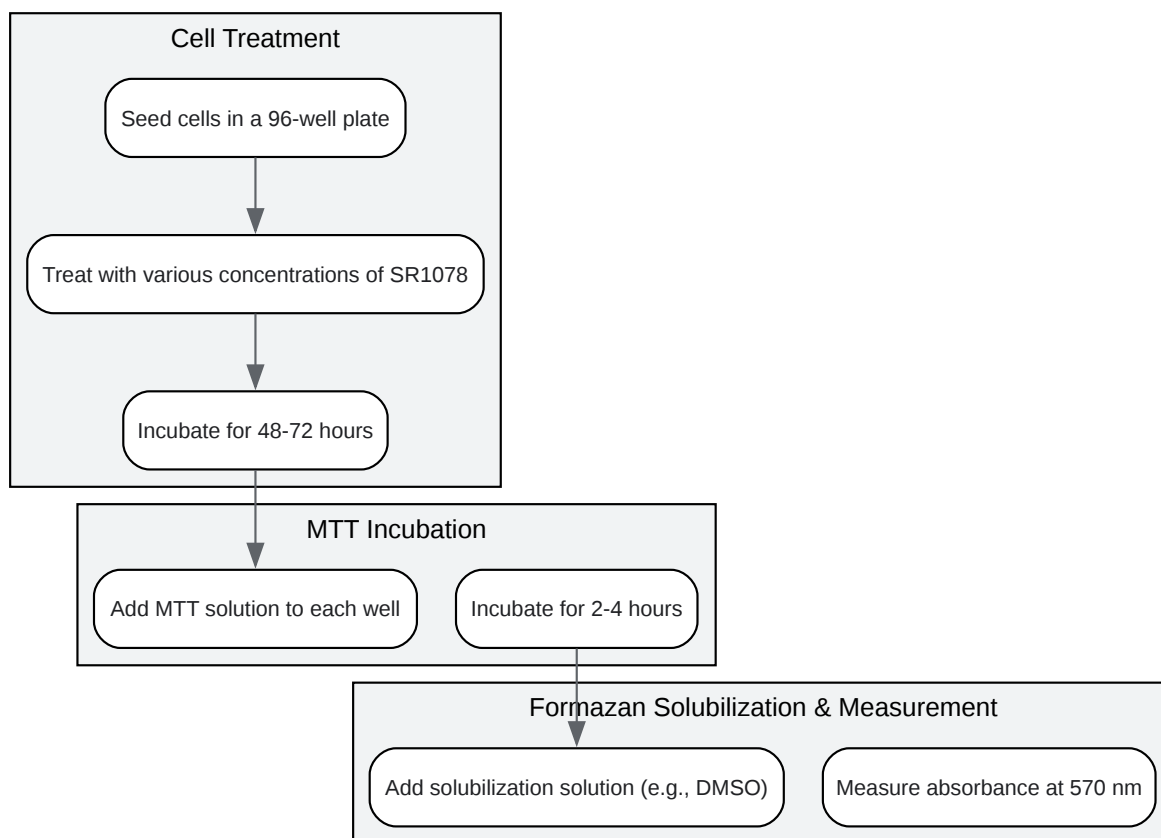 Cell Treatment
Seed cells in a 96-well plate
Treat with various concentrations of SR1078
Incubate for 48-72 hours
MTT Incubation
Add MTT solution to each well
Incubate for 2-4 hours
Formazan Solubilization & Measurement
Add solubilization solution (e.g., DMSO)
Measure absorbance at 570 nm